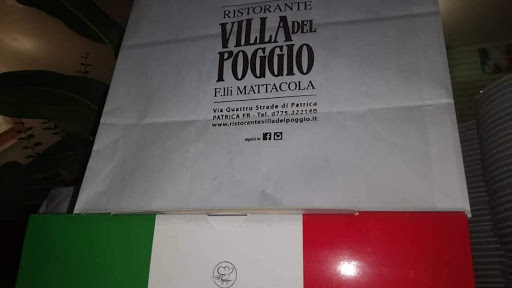 RISTORANTE
VILLA DEL
POGGIO
F.lli MATTACOLA
Via Quattro Strade di Patrica
PATRICA FR - Tel. 0775.222140
www.ristorantevilladelpoggio.it